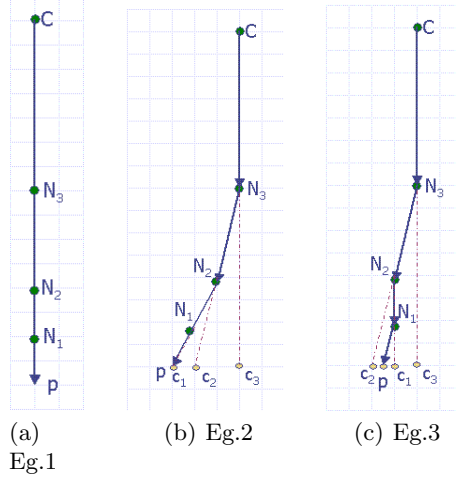 C
N3
N2
N1
p
(a)
Eg.1
C
N3
N2
N1
p c1 c2 c3
(b) Eg.2
C
N3
N2
N1
c2 p c1 c3
(c) Eg.3